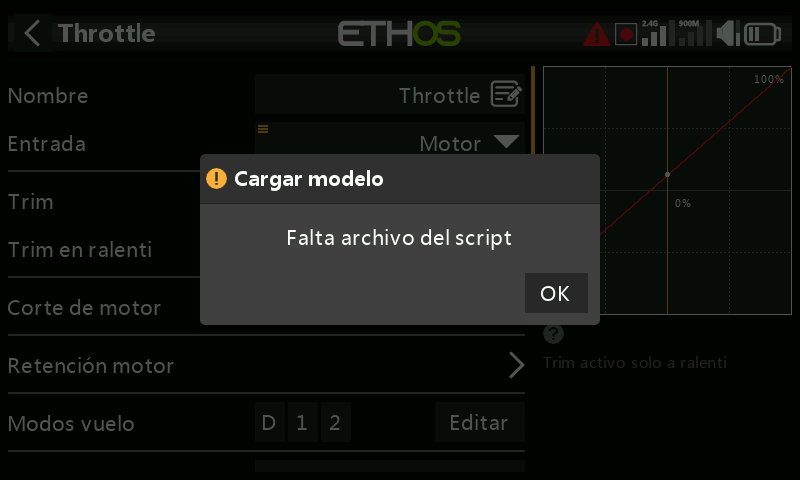 Throttle
ETHOS
2.4G
900M
Nombre
Throttle
Entrada
Motor
Trim
Trim en ralenti
Corte de motor
Retención motor
Modos vuelo
D
1
2
Editar
100%
0%
Trim activo solo a ralenti
Cargar modelo
Falta archivo del script
OK